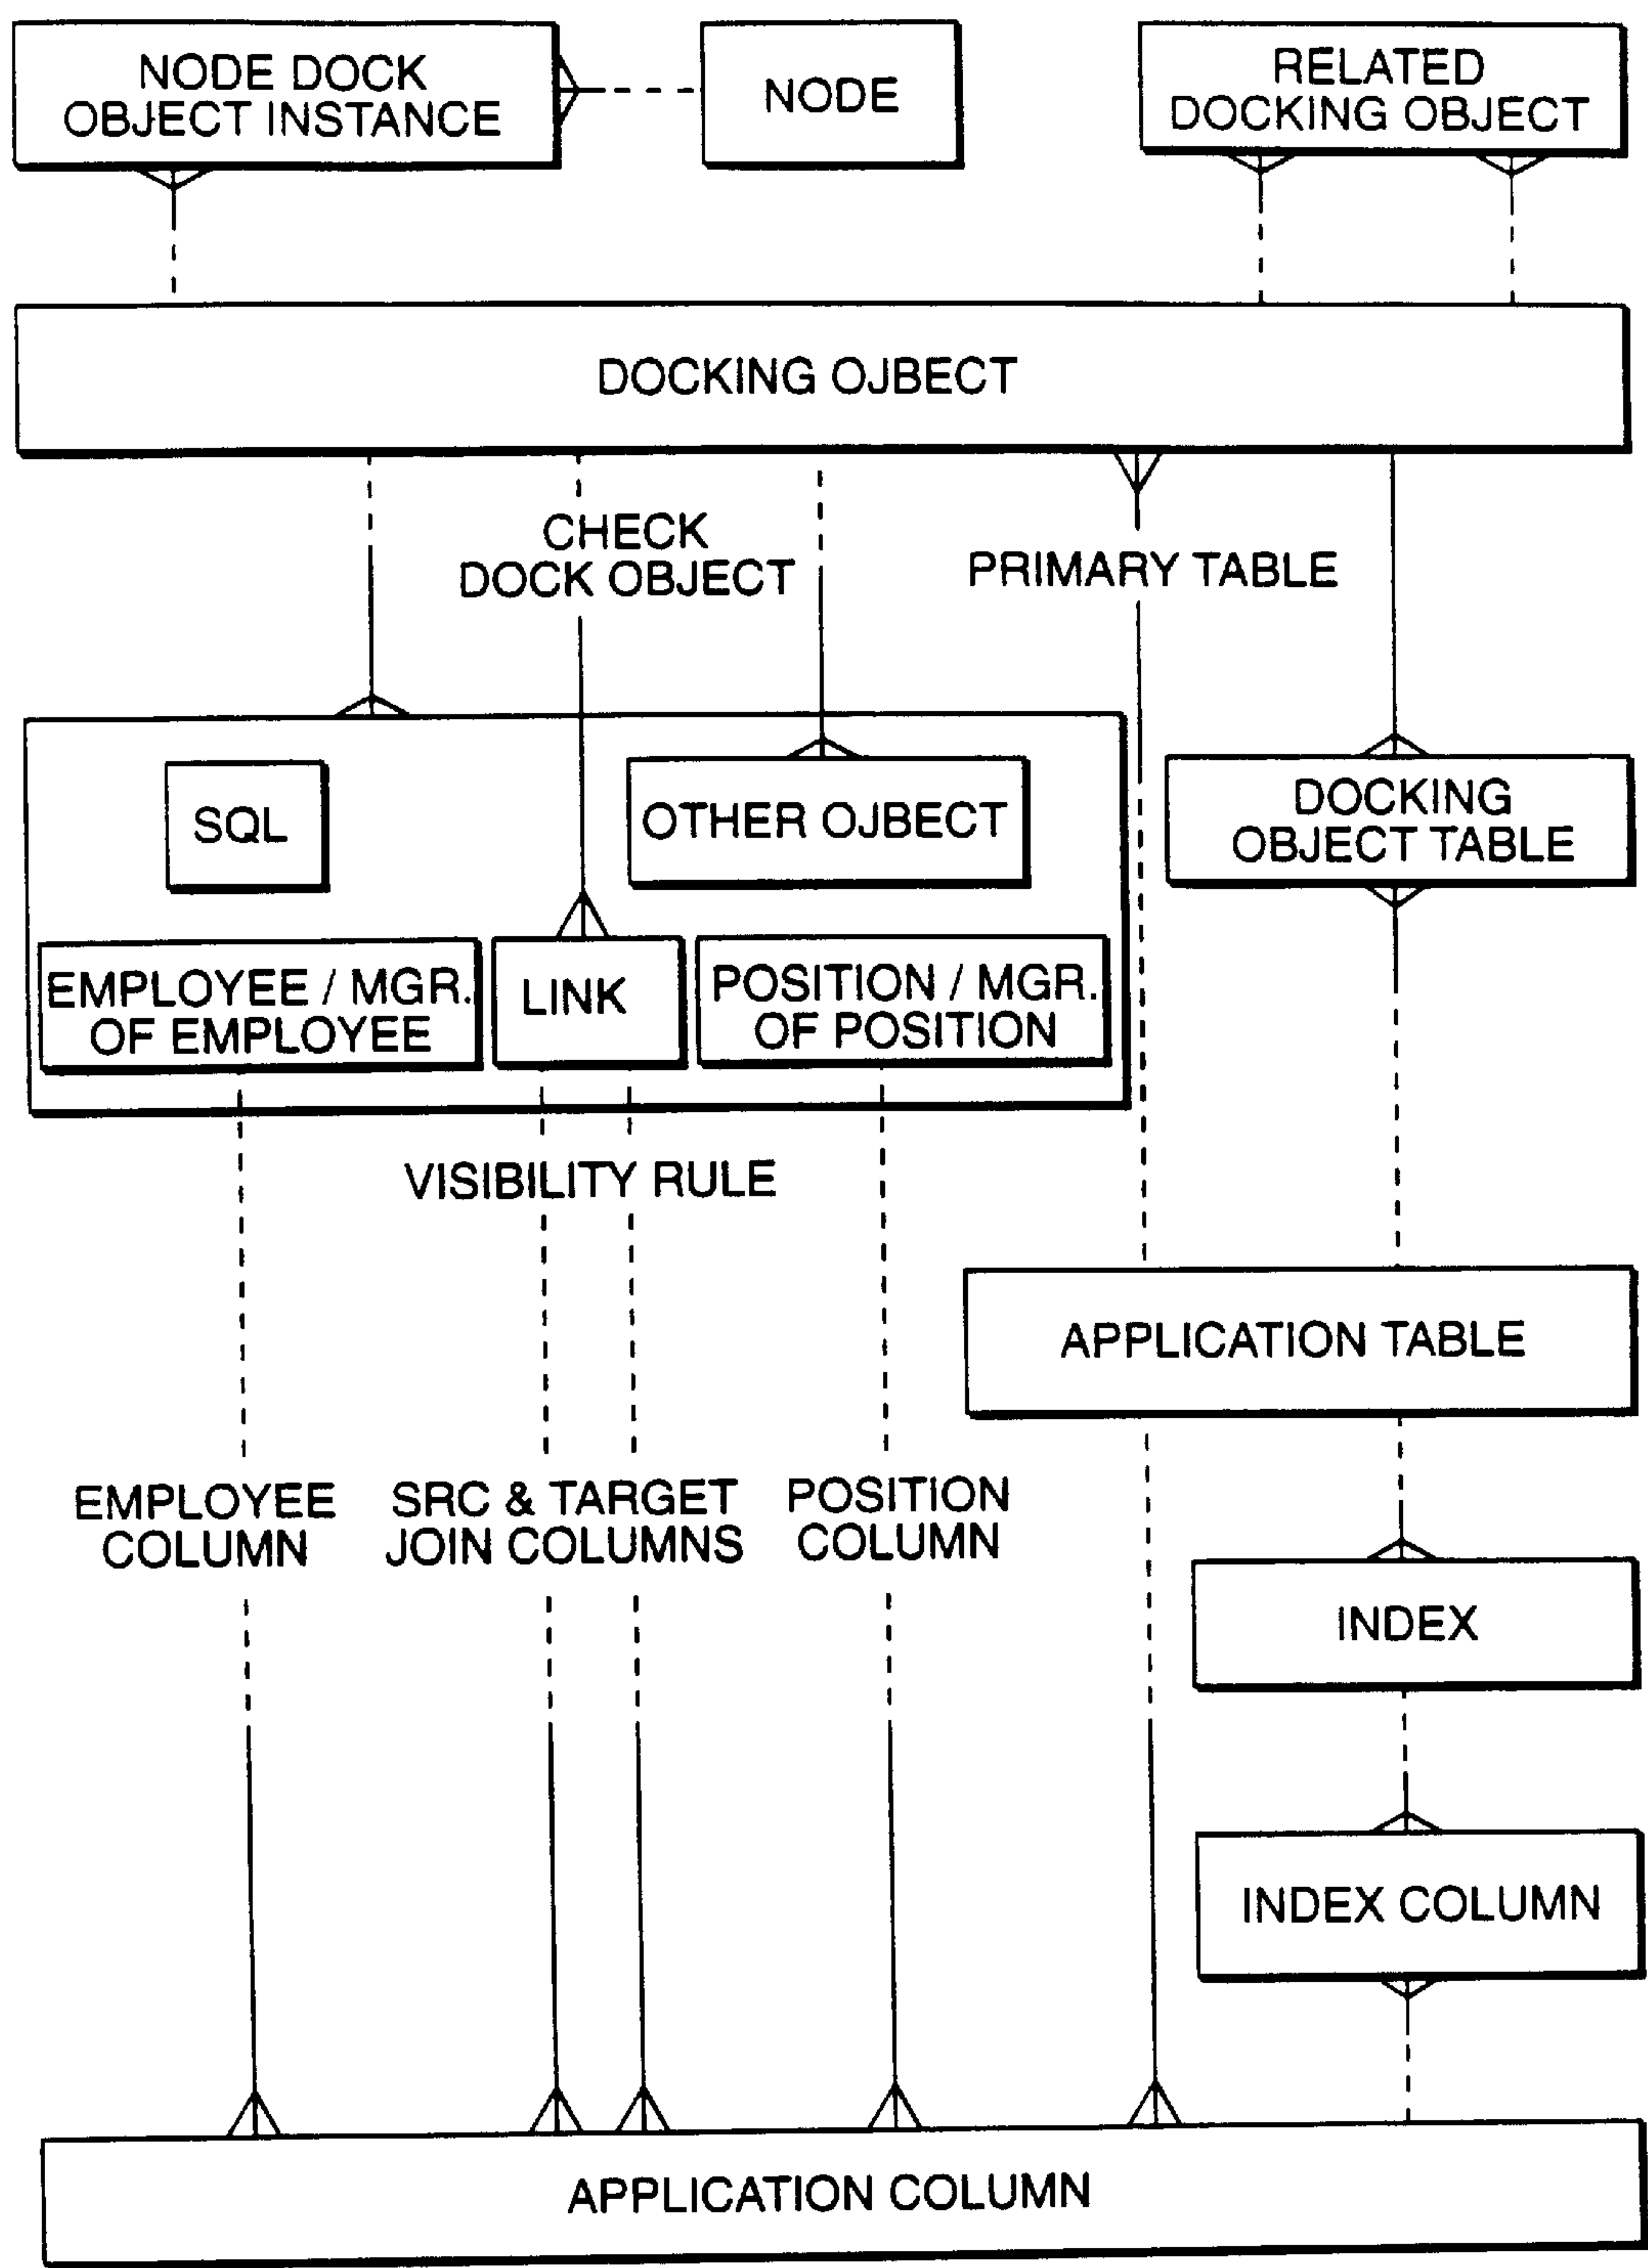 NODE DOCK
OBJECT INSTANCE
NODE
RELATED
DOCKING OBJECT
DOCKING OJBECT
CHECK
DOCK OBJECT
PRIMARY TABLE
SQL
OTHER OJBECT
DOCKING
OBJECT TABLE
EMPLOYEE / MGR.
OF EMPLOYEE
LINK
POSITION / MGR.
OF POSITION
VISIBILITY RULE
APPLICATION TABLE
EMPLOYEE
COLUMN
SRC & TARGET
JOIN COLUMNS
POSITION
COLUMN
INDEX
INDEX COLUMN
APPLICATION COLUMN